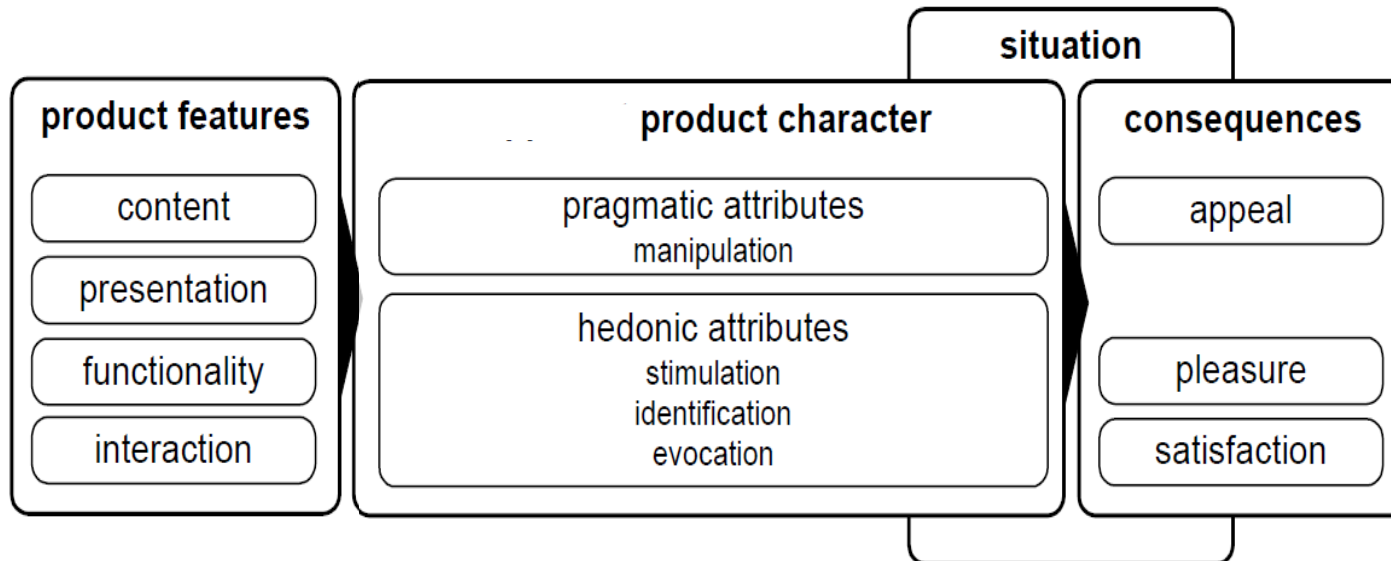 situation
product features
product character
consequences
content
presentation
functionality
interaction
pragmatic attributes
manipulation
hedonic attributes
stimulation
identification
evocation
appeal
pleasure
satisfaction